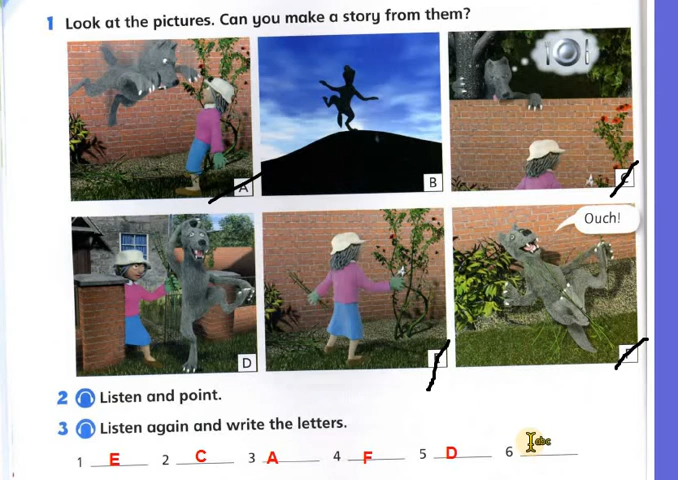 1 Look at the pictures. Can you make a story from them?
A
B
C
D
Ouch!
2 Listen and point.
3 Listen again and write the letters.
1 E 2 C 3 A 4 F 5 D 6
abc